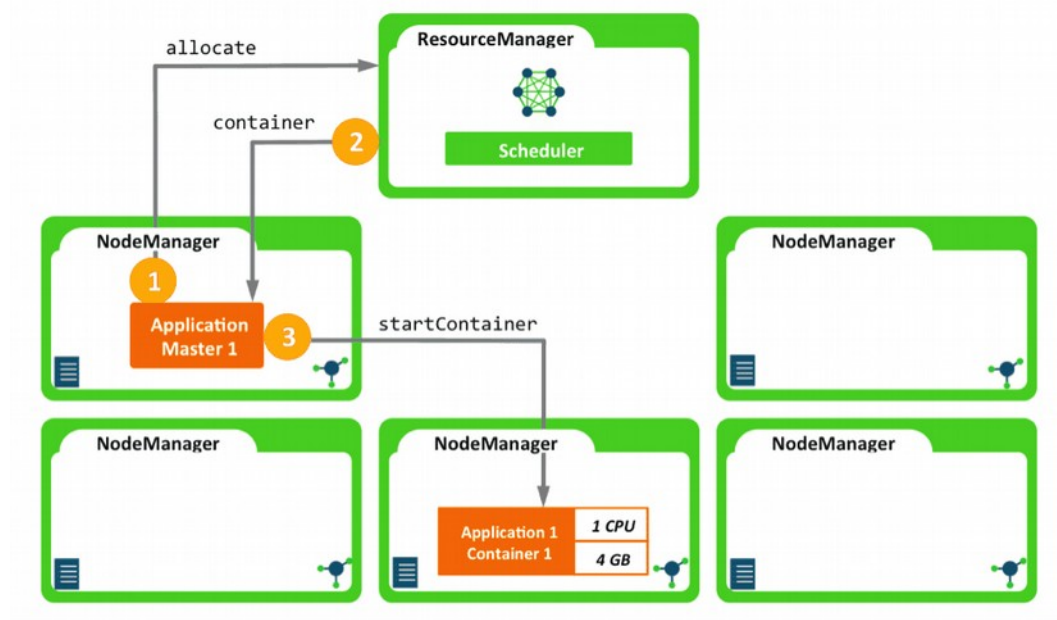 allocate
ResourceManager
container
2
Scheduler
NodeManager
1
Application
Master 1
3
startContainer
NodeManager
NodeManager
NodeManager
Application 1
Container 1
1 CPU
4 GB
NodeManager